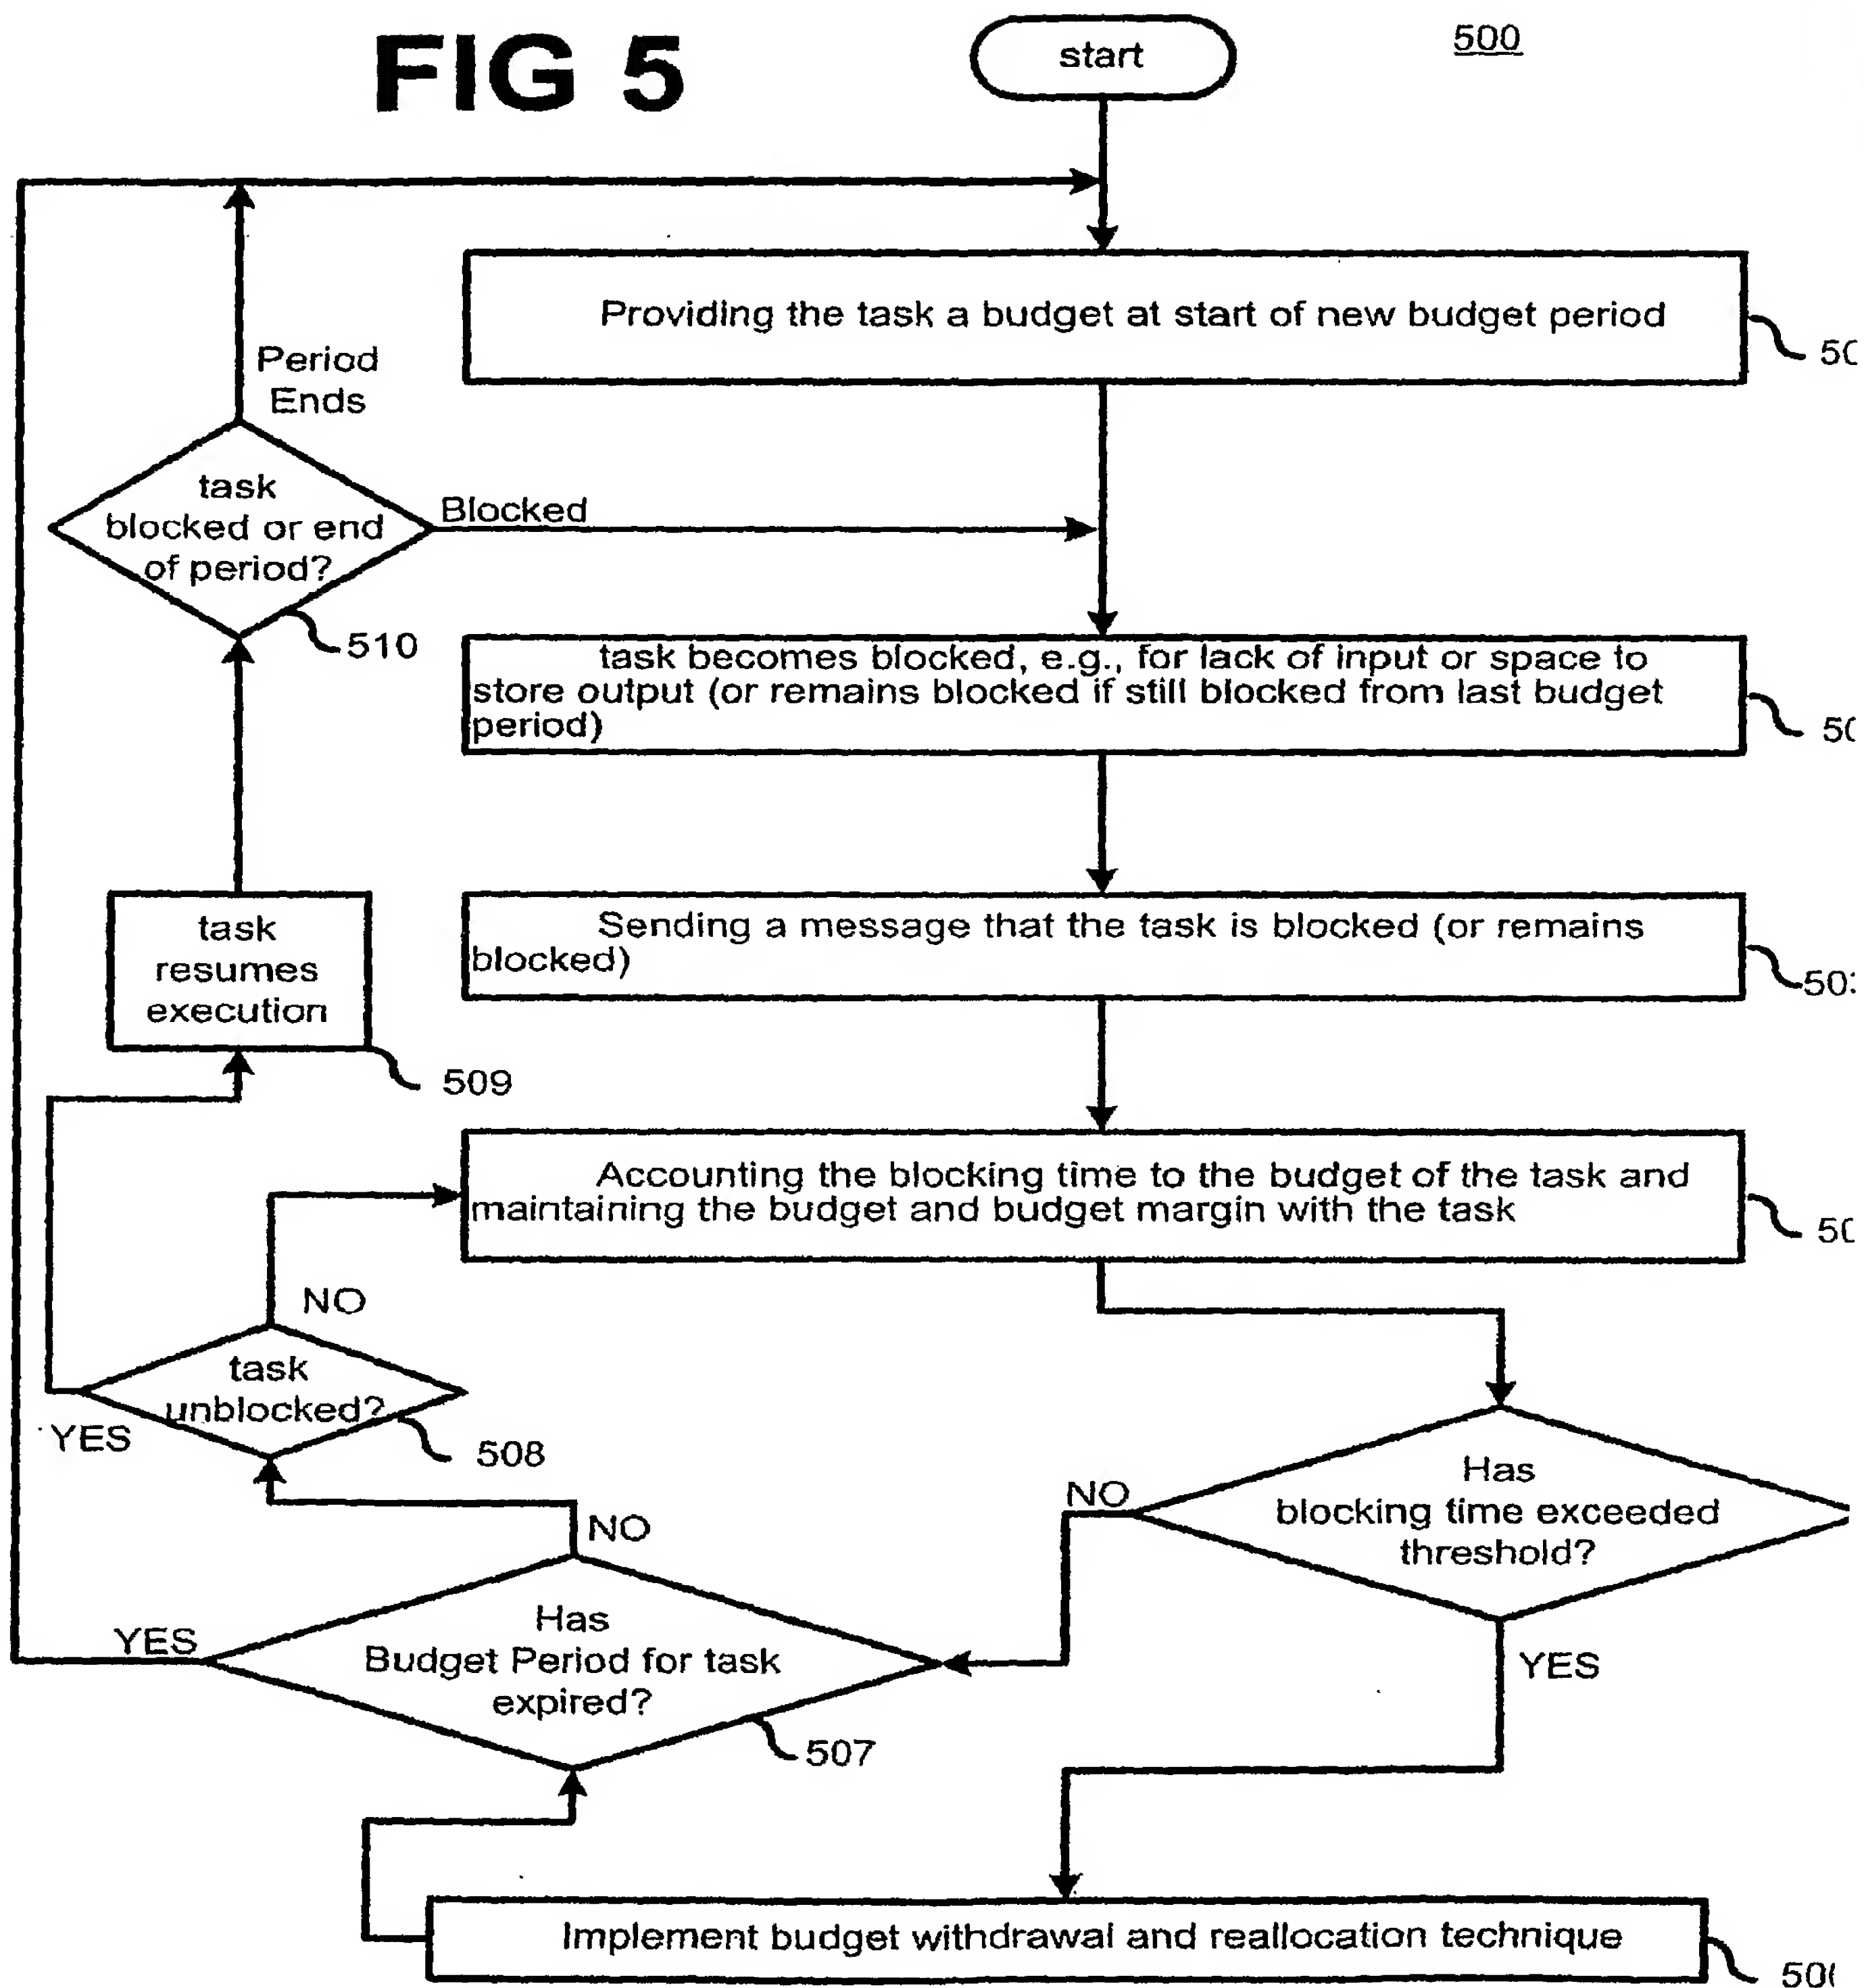 FIG 5
start
500
Providing the task a budget at start of new budget period
Period
Ends
task
blocked or end
of period?
Blocked
510
task becomes blocked, e.g., for lack of input or space to
store output (or remains blocked if still blocked from last budget
period)
task
resumes
execution
509
Sending a message that the task is blocked (or remains
blocked)
Accounting the blocking time to the budget of the task and
maintaining the budget and budget margin with the task
NO
task
unblocked?
YES
508
Has
blocking time exceeded
threshold?
NO
YES
NO
Has
Budget Period for task
expired?
YES
507
Implement budget withdrawal and reallocation technique